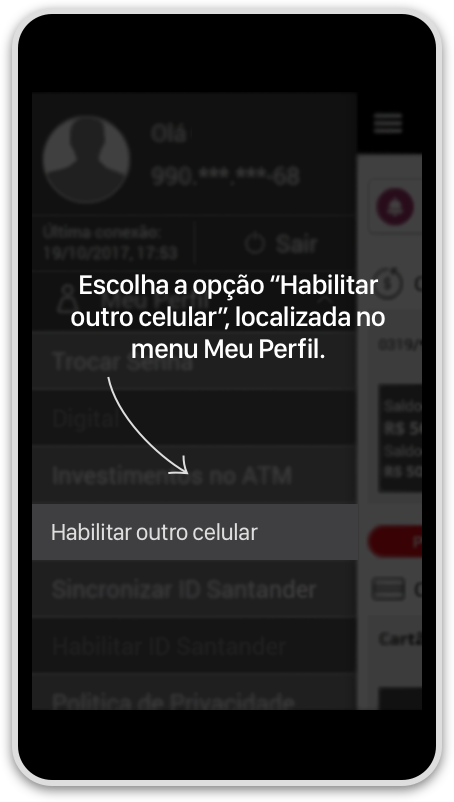 Olá
990.***.***-68
Última conexão:
19/10/2017, 17:53
Sair
Escolha a opção “Habilitar
outro celular”, localizada no
menu Meu Perfil.
Meu Perfil
Trocar Senha
0319/
Digital
Saldo
R$ 50
Saldo
R$ 50
Investimentos no ATM
Habilitar outro celular
Sincronizar ID Santander
Habilitar ID Santander
Cartã
Política de Privacidade